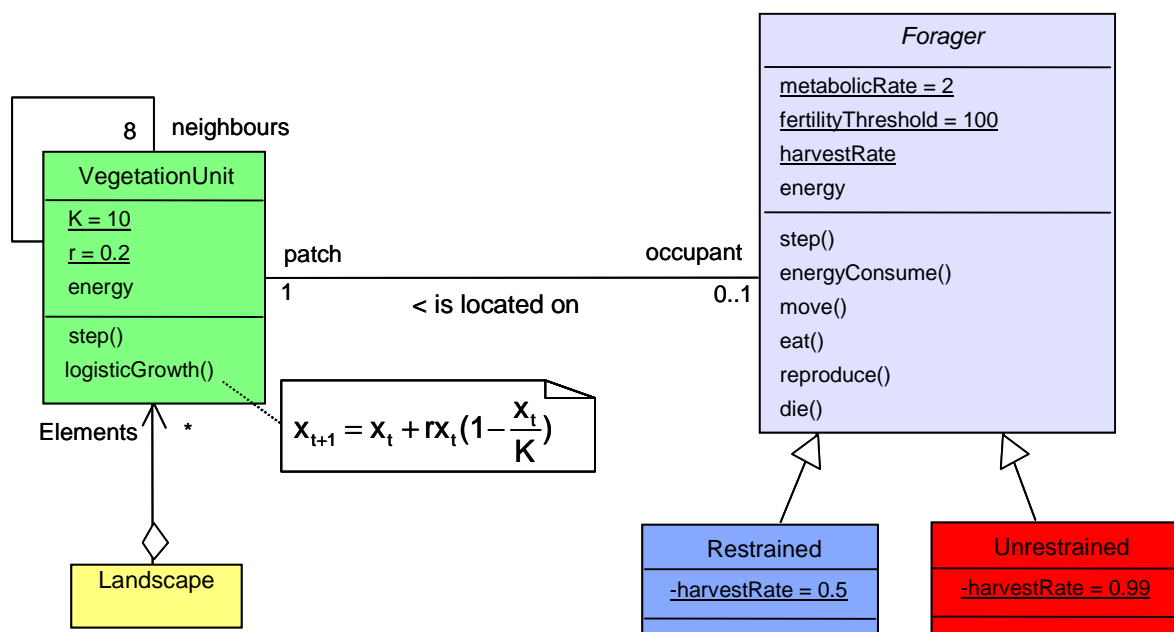 8 neighbours
VegetationUnit
K = 10
r = 0.2
energy
step()
logisticGrowth()
patch
1
< is located on
occupant
0..1
Forager
metabolicRate = 2
fertilityThreshold = 100
harvestRate
energy
step()
energyConsume()
move()
eat()
reproduce()
die()
x_{t+1} = x_t + rx_t(1 - \frac{x_t}{K})
Elements *
Landscape
Restrained
-harvestRate = 0.5
Unrestrained
-harvestRate = 0.99